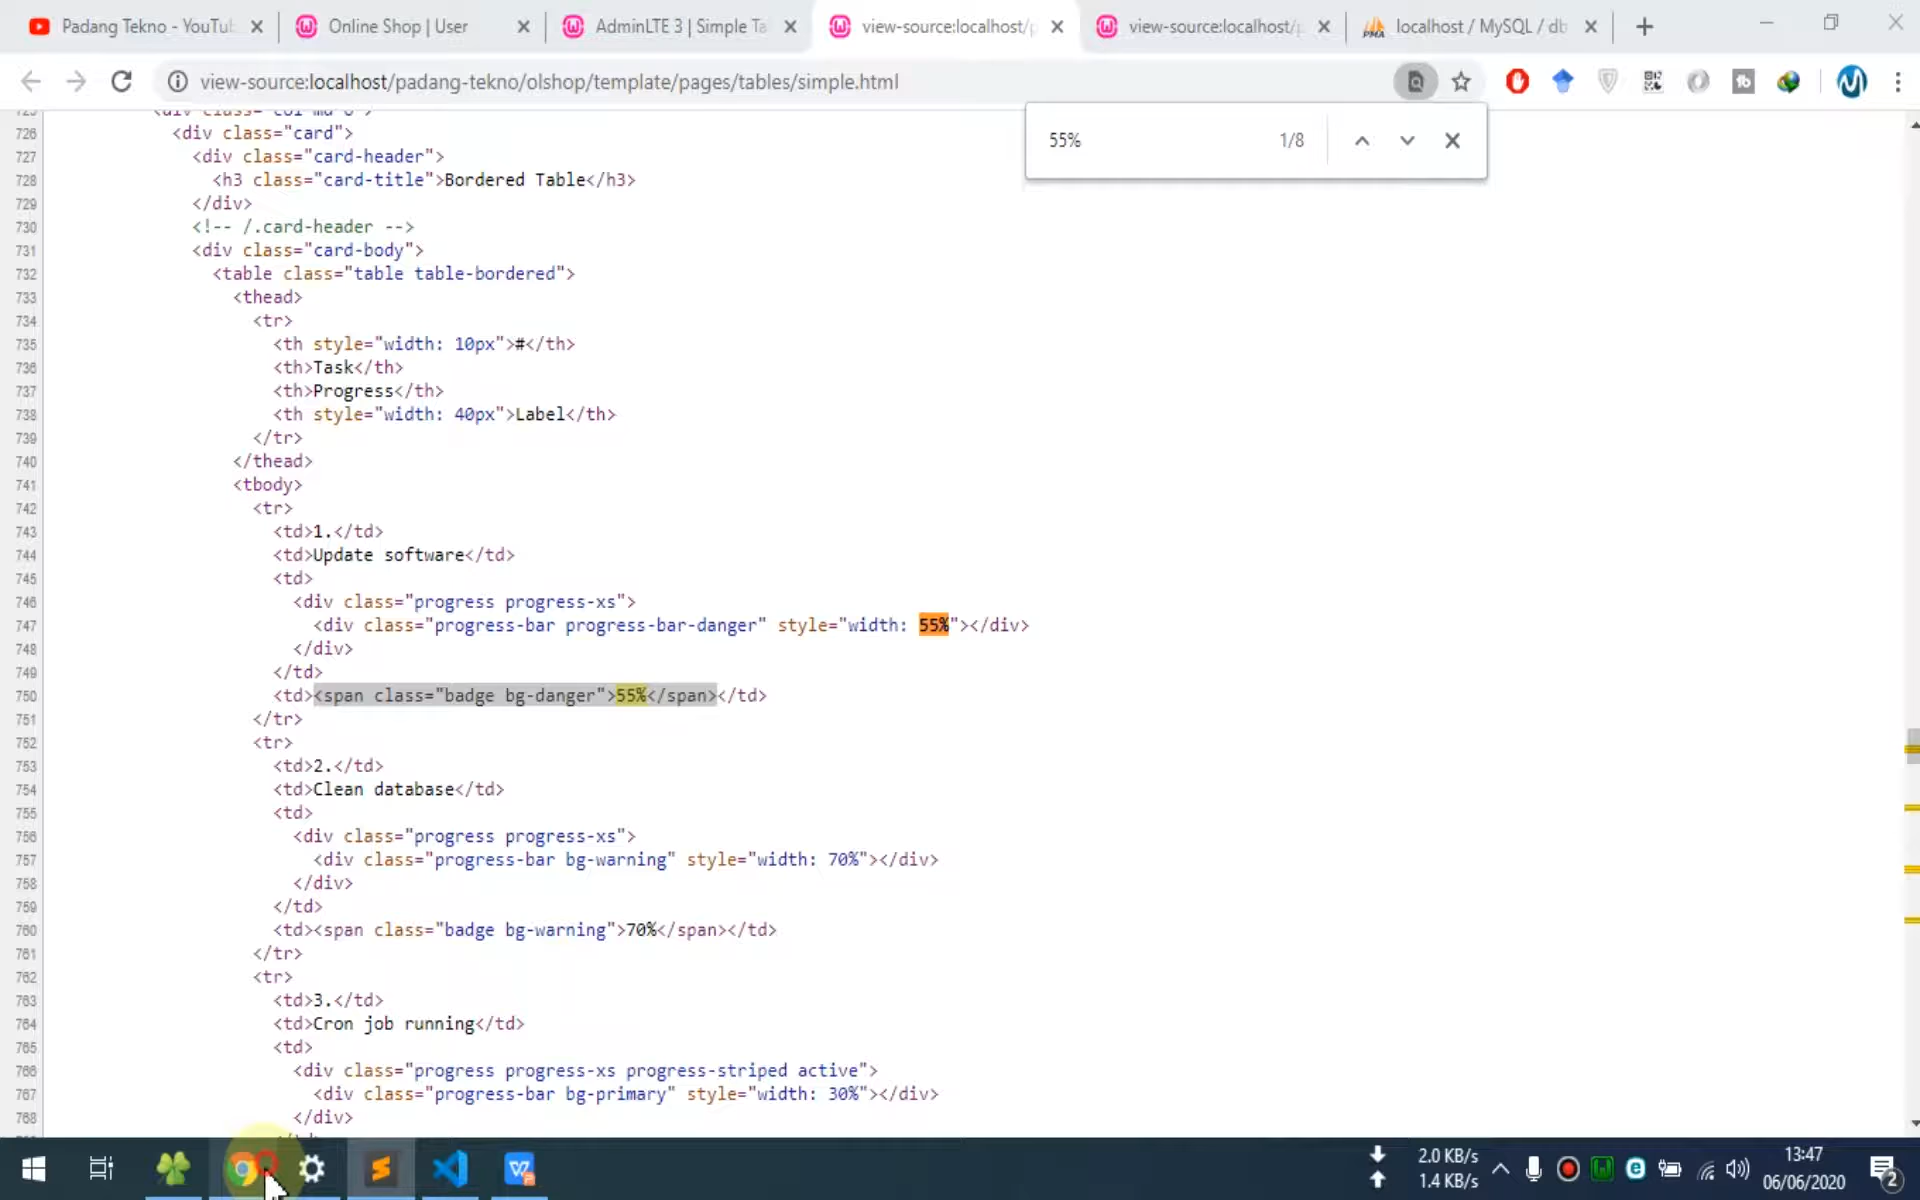 Padang Tekno - YouTub
Online Shop | User
AdminLTE 3 | Simple Ta
view-source:localhost/p
view-source:localhost/p
localhost / MySQL / db
view-source:localhost/padang-tekno/olshop/template/pages/tables/simple.html
55%
1/8
726 <div class="card">
727 <div class="card-header">
728 <h3 class="card-title">Bordered Table</h3>
729 </div>
730 <!-- /.card-header -->
731 <div class="card-body">
732 <table class="table table-bordered">
733 <thead>
734 <tr>
735 <th style="width: 10px">#</th>
736 <th>Task</th>
737 <th>Progress</th>
738 <th style="width: 40px">Label</th>
739 </tr>
740 </thead>
741 <tbody>
742 <tr>
743 <td>1.</td>
744 <td>Update software</td>
745 <td>
746 <div class="progress progress-xs">
747 <div class="progress-bar progress-bar-danger" style="width: 55%"></div>
748 </div>
749 </td>
750 <td><span class="badge bg-danger">55%</span></td>
751 </tr>
752 <tr>
753 <td>2.</td>
754 <td>Clean database</td>
755 <td>
756 <div class="progress progress-xs">
757 <div class="progress-bar bg-warning" style="width: 70%"></div>
758 </div>
759 </td>
760 <td><span class="badge bg-warning">70%</span></td>
761 </tr>
762 <tr>
763 <td>3.</td>
764 <td>Cron job running</td>
765 <td>
766 <div class="progress progress-xs progress-striped active">
767 <div class="progress-bar bg-primary" style="width: 30%"></div>
768 </div>
2.0 KB/s
1.4 KB/s
13:47
06/06/2020
2